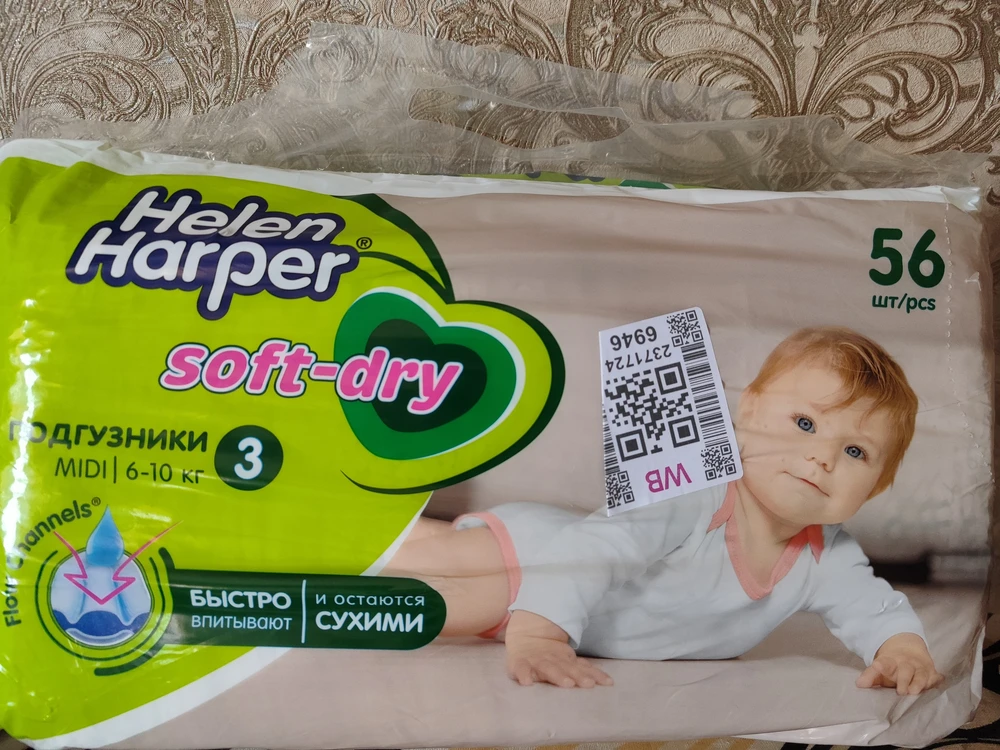 Helen
Harper®
soft-dry
ПОДГУЗНИКИ
MIDI | 6-10 кг
3
Flow Channels®
БЫСТРО
ВПИТЫВАЮТ
и остаются
СУХИМИ
56
шт/pcs
2371724
6946
WB